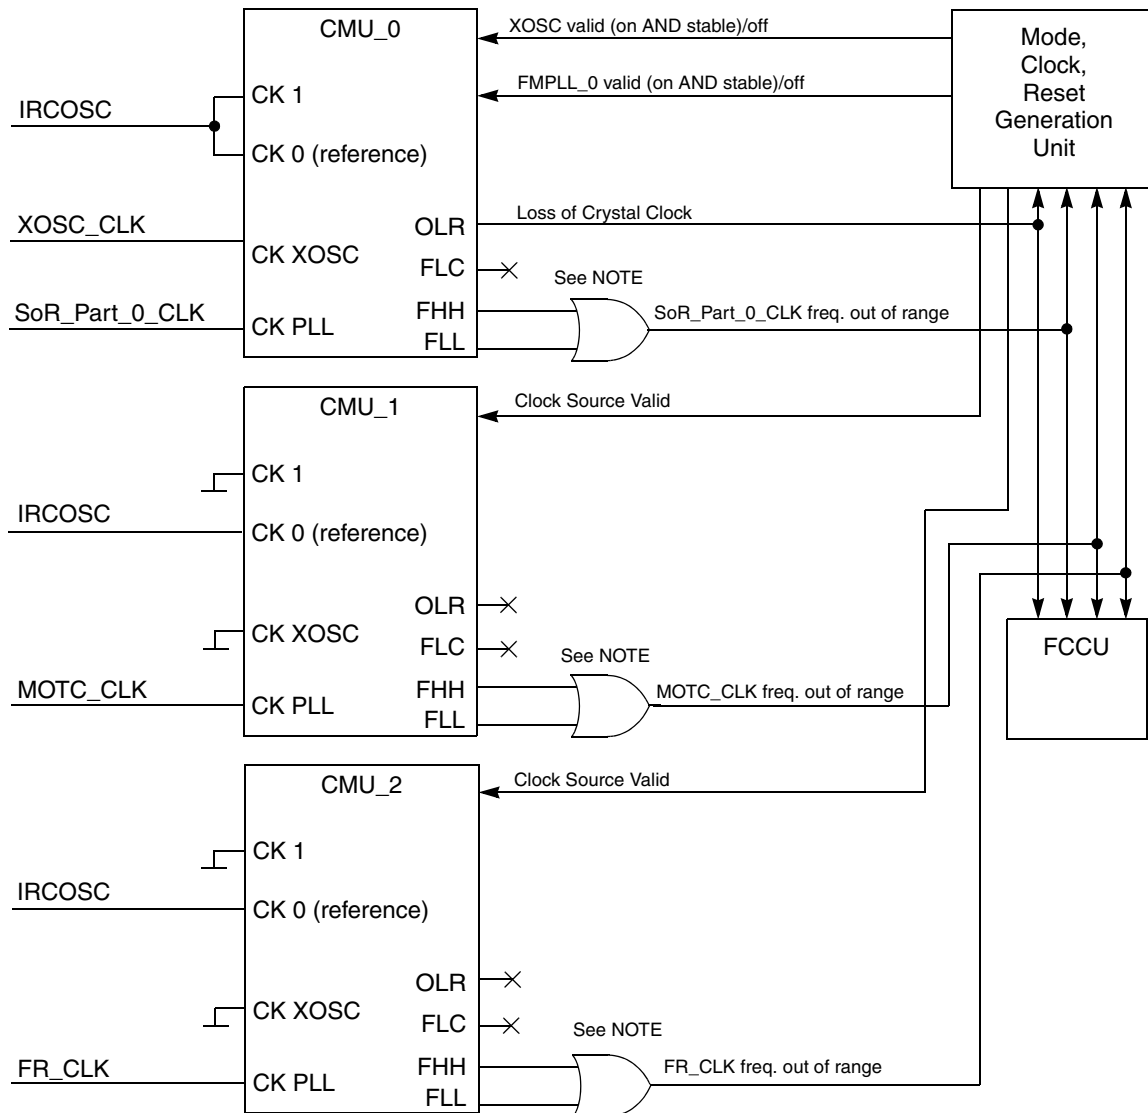 CMU_0
XOSC valid (on AND stable)/off
Mode,
Clock,
Reset
Generation
Unit
FMPLL_0 valid (on AND stable)/off
IRCOSC
CK 1
CK 0 (reference)
XOSC_CLK
CK XOSC
OLR
Loss of Crystal Clock
FLC
See NOTE
SoR_Part_0_CLK
CK PLL
FHH
FLL
SoR_Part_0_CLK freq. out of range
CMU_1
Clock Source Valid
CK 1
IRCOSC
CK 0 (reference)
OLR
CK XOSC
FLC
See NOTE
FCCU
MOTC_CLK
CK PLL
FHH
FLL
MOTC_CLK freq. out of range
CMU_2
Clock Source Valid
CK 1
IRCOSC
CK 0 (reference)
OLR
CK XOSC
FLC
See NOTE
FR_CLK
CK PLL
FHH
FLL
FR_CLK freq. out of range